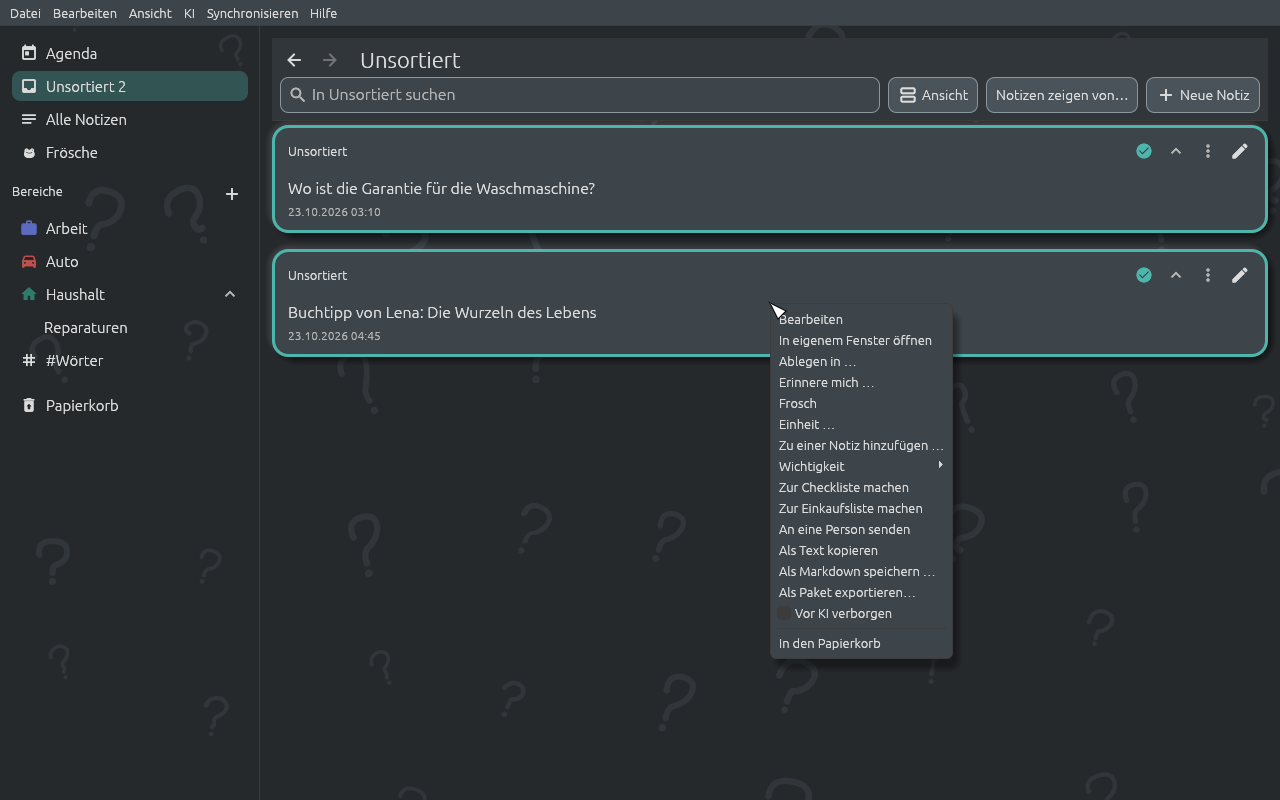 Datei Bearbeiten Ansicht KI Synchronisieren Hilfe
Agenda
Unsortiert 2
Alle Notizen
Frösche
Bereiche
Arbeit
Auto
Haushalt
Reparaturen
#Wörter
Papierkorb
Unsortiert
In Unsortiert suchen
Ansicht
Notizen zeigen von…
Neue Notiz
Unsortiert
Wo ist die Garantie für die Waschmaschine?
23.10.2026 03:10
Unsortiert
Buchtipp von Lena: Die Wurzeln des Lebens
23.10.2026 04:45
Bearbeiten
In eigenem Fenster öffnen
Ablegen in …
Erinnere mich …
Frosch
Einheit …
Zu einer Notiz hinzufügen …
Wichtigkeit
Zur Checkliste machen
Zur Einkaufsliste machen
An eine Person senden
Als Text kopieren
Als Markdown speichern …
Als Paket exportieren…
Vor KI verborgen
In den Papierkorb